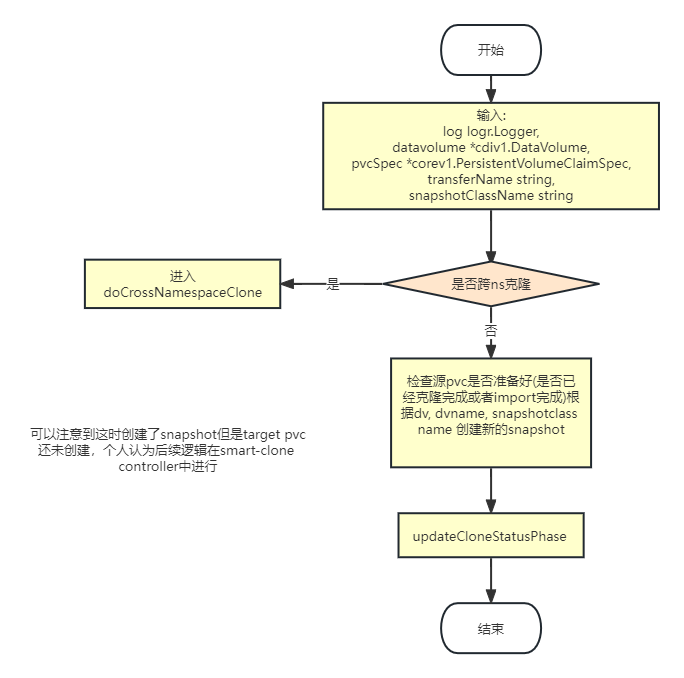 开始
输入:
log logr.Logger,
datavolume *cdiv1.DataVolume,
pvcSpec *corev1.PersistentVolumeClaimSpec,
transferName string,
snapshotClassName string
进入
doCrossNamespaceClone
是
是否跨ns克隆
否
检查源pvc是否准备好(是否已
经克隆完成或者import完成)根
据dv, dvname, snapshotclass
name 创建新的snapshot
可以注意到这时创建了snapshot但是target pvc
还未创建，个人认为后续逻辑在smart-clone
controller中进行
updateCloneStatusPhase
结束